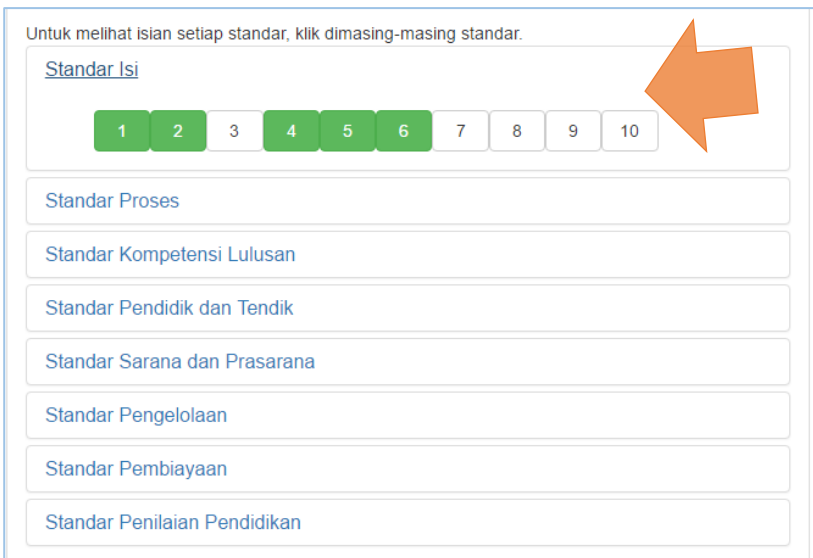 Untuk melihat isian setiap standar, klik dimasing-masing standar.
Standar Isi
1 2 3 4 5 6 7 8 9 10
Standar Proses
Standar Kompetensi Lulusan
Standar Pendidik dan Tendik
Standar Sarana dan Prasarana
Standar Pengelolaan
Standar Pembiayaan
Standar Penilaian Pendidikan